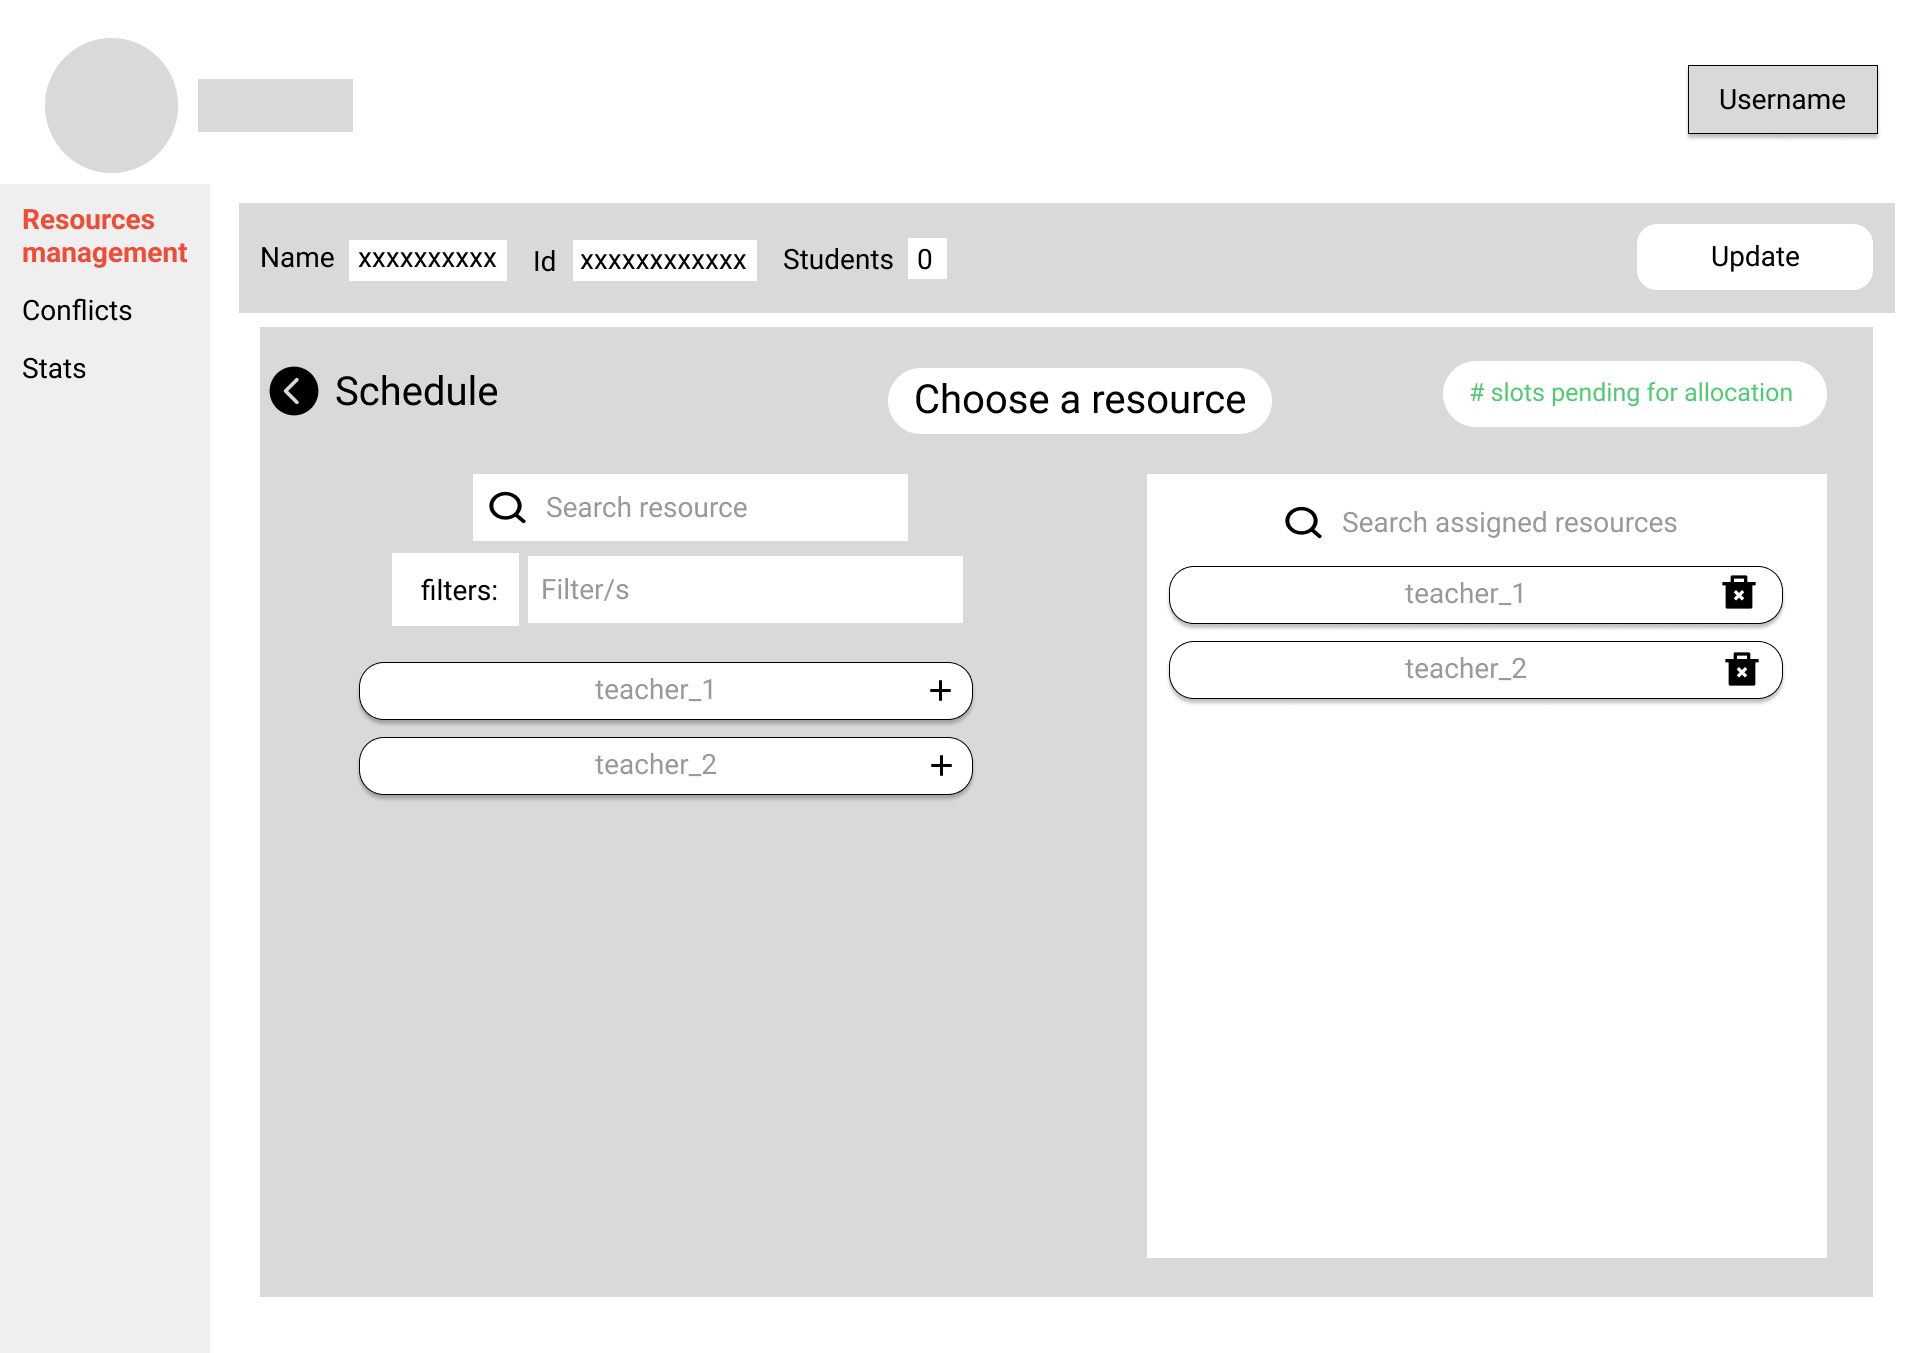 Username
Resources
management
Conflicts
Stats
Name xxxxxxxxxx Id xxxxxxxxxxxx Students 0
Update
Schedule
Choose a resource
# slots pending for allocation
Search resource
filters: Filter/s
teacher_1
teacher_2
Search assigned resources
teacher_1
teacher_2